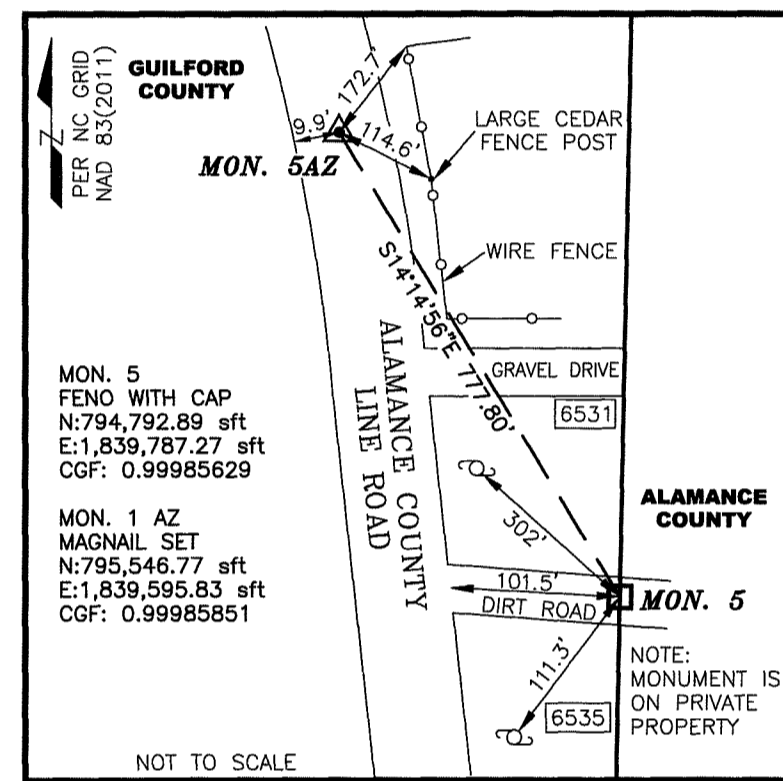 PER NC GRID
NAD 83(2011)
Z
GUILFORD
COUNTY
172.7'
9.9'
114.6'
MON. 5AZ
LARGE CEDAR
FENCE POST
WIRE FENCE
S14°14'56"E 777.80'
ALAMANCE COUNTY
LINE ROAD
GRAVEL DRIVE
6531
MON. 5
FENO WITH CAP
N:794,792.89 sft
E:1,839,787.27 sft
CGF: 0.99985629
MON. 1 AZ
MAGNAIL SET
N:795,546.77 sft
E:1,839,595.83 sft
CGF: 0.99985851
ALAMANCE
COUNTY
302'
101.5'
DIRT ROAD
MON. 5
111.3'
6535
NOTE:
MONUMENT IS
ON PRIVATE
PROPERTY
NOT TO SCALE